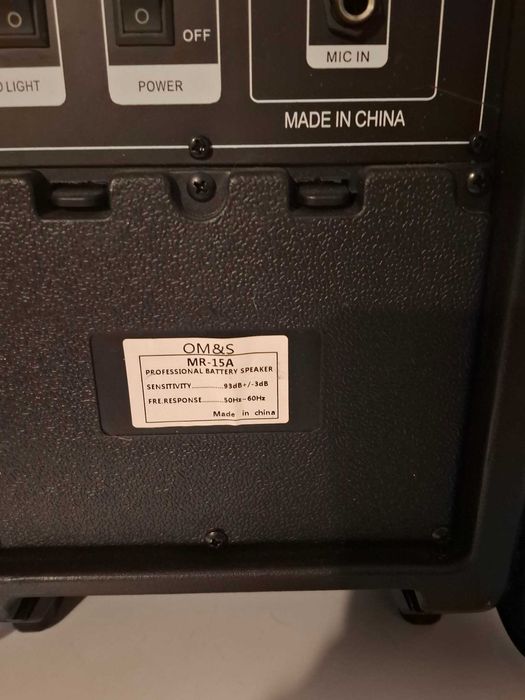 OFF
MIC IN
LIGHT
POWER
MADE IN CHINA
OM&S
MR-15A
PROFESSIONAL BATTERY SPEAKER
SENSITIVITY..............93dB+/-3dB
FRE.RESPONSE..........50Hz-60Hz
Made in china